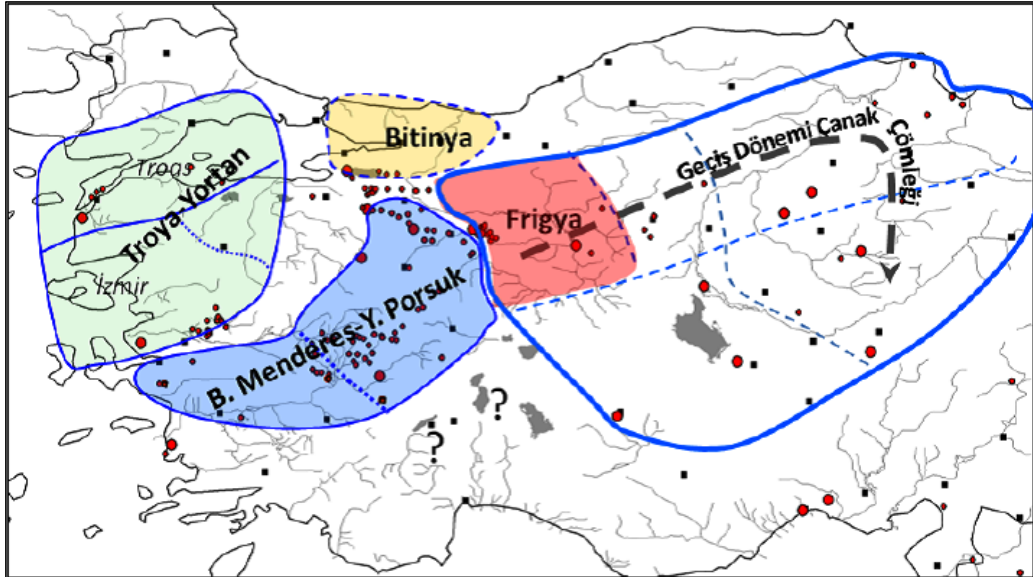 Bitinya
Geçiş Dönemi Çanak
Çömleği
Troas
Troya-Yortan
Frigya
İzmir
B. Menderes-Y. Porsuk
?
?